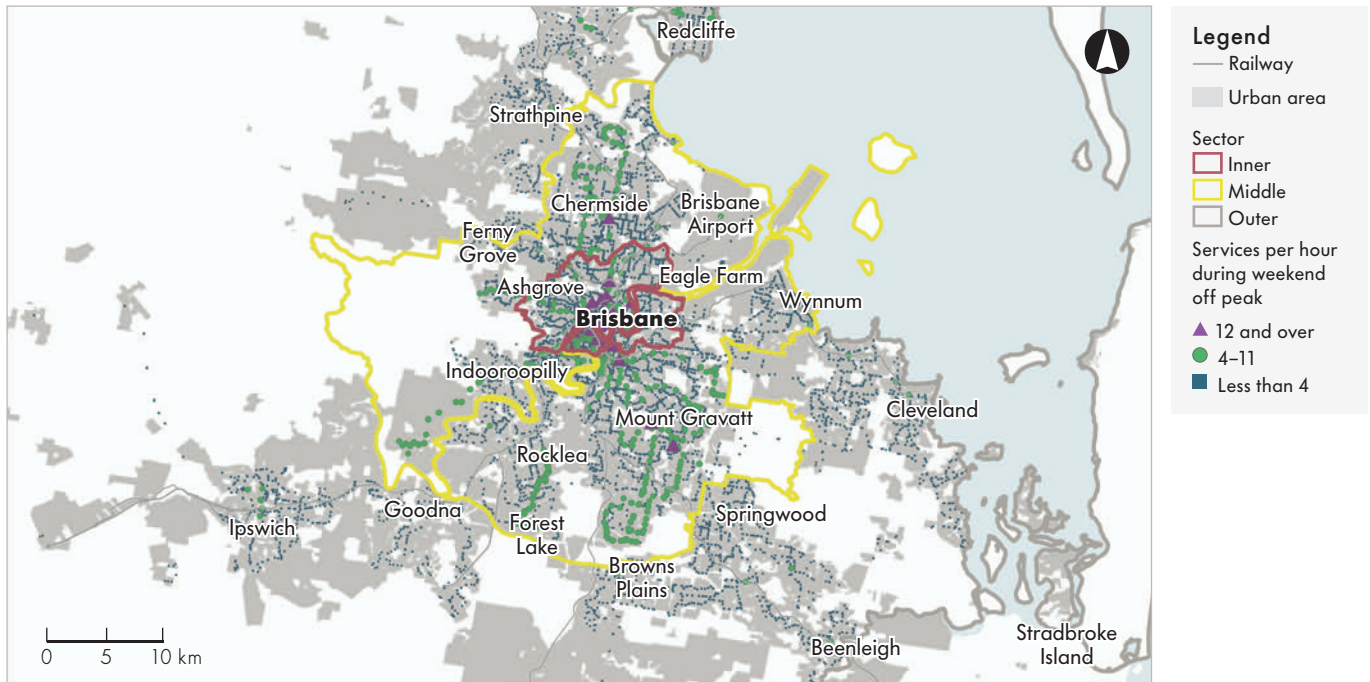 Redcliffe
Strathpine
Chermside
Brisbane
Airport
Ferny
Grove
Eagle Farm
Ashgrove
Wynnum
Brisbane
Indooroopilly
Cleveland
Mount Gravatt
Rocklea
Goodna
Springwood
Ipswich
Forest
Lake
Browns
Plains
Beenleigh
Stradbroke
Island
0 5 10 km
Legend
Railway
Urban area
Sector
Inner
Middle
Outer
Services per hour
during weekend
off peak
12 and over
4–11
Less than 4